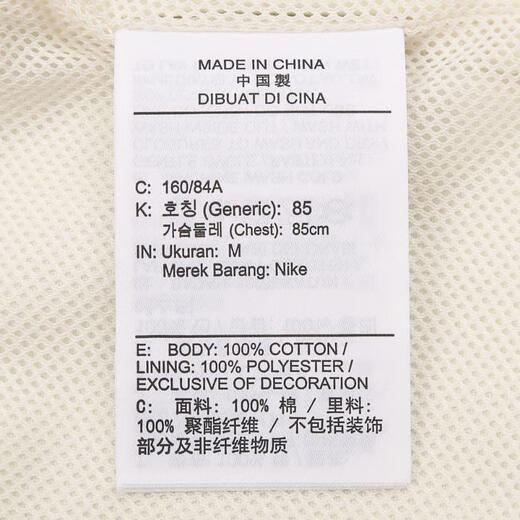 MADE IN CHINA
中国製
DIBUAT DI CINA
C: 160/84A
K: 호칭 (Generic): 85
가슴둘레 (Chest): 85cm
IN: Ukuran: M
Merek Barang: Nike
E: BODY: 100% COTTON /
LINING: 100% POLYESTER /
EXCLUSIVE OF DECORATION
C: 面料: 100% 棉 / 里料:
100% 聚酯纤维 / 不包括装饰
部分及非纤维物质